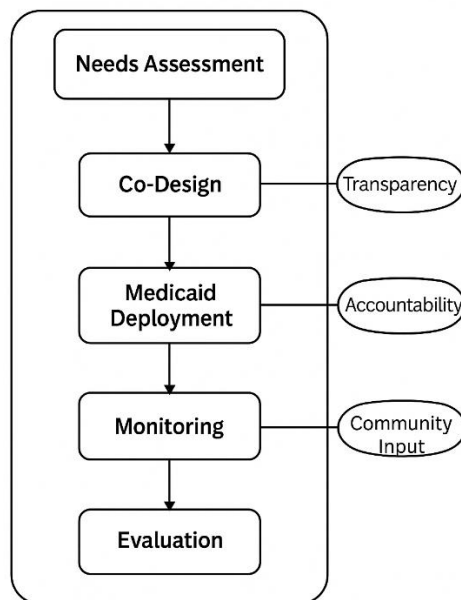 Needs Assessment
Co-Design
Transparency
Medicaid
Deployment
Accountability
Monitoring
Community
Input
Evaluation